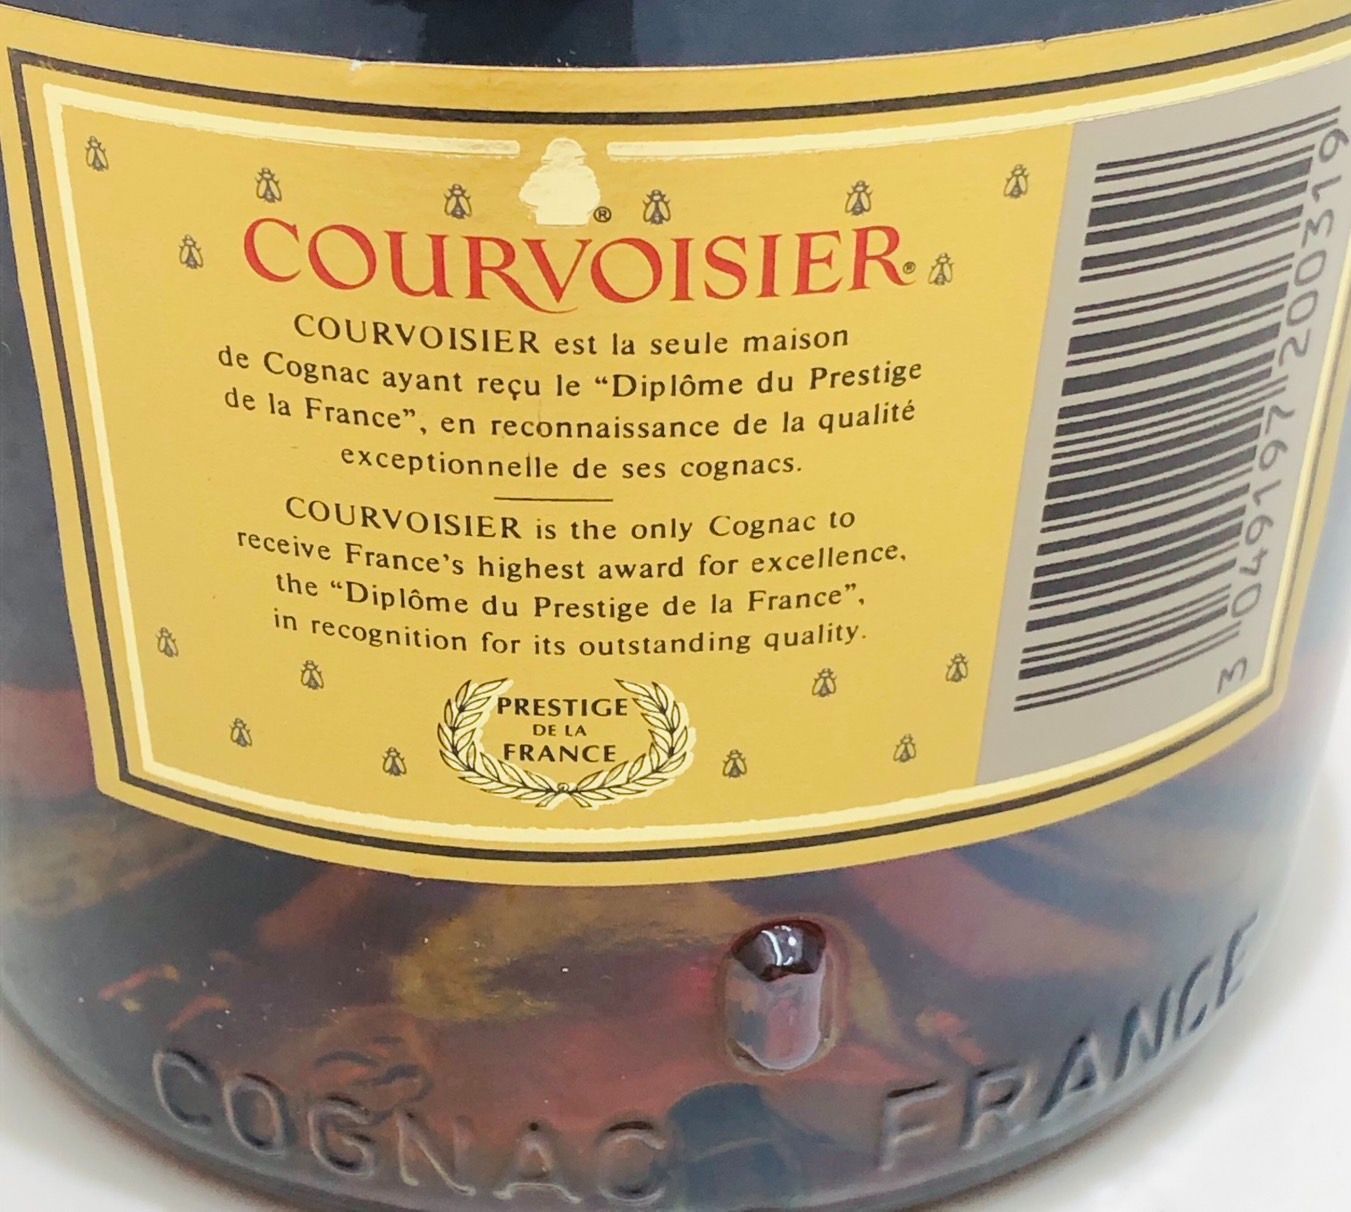 ®
COURVOISIER®
COURVOISIER est la seule maison
de Cognac ayant reçu le “Diplôme du Prestige
de la France”, en reconnaissance de la qualité
exceptionnelle de ses cognacs.
COURVOISIER is the only Cognac to
receive France’s highest award for excellence,
the “Diplôme du Prestige de la France”,
in recognition for its outstanding quality.
PRESTIGE
DE LA
FRANCE
3 049197 200319
COGNAC FRANCE